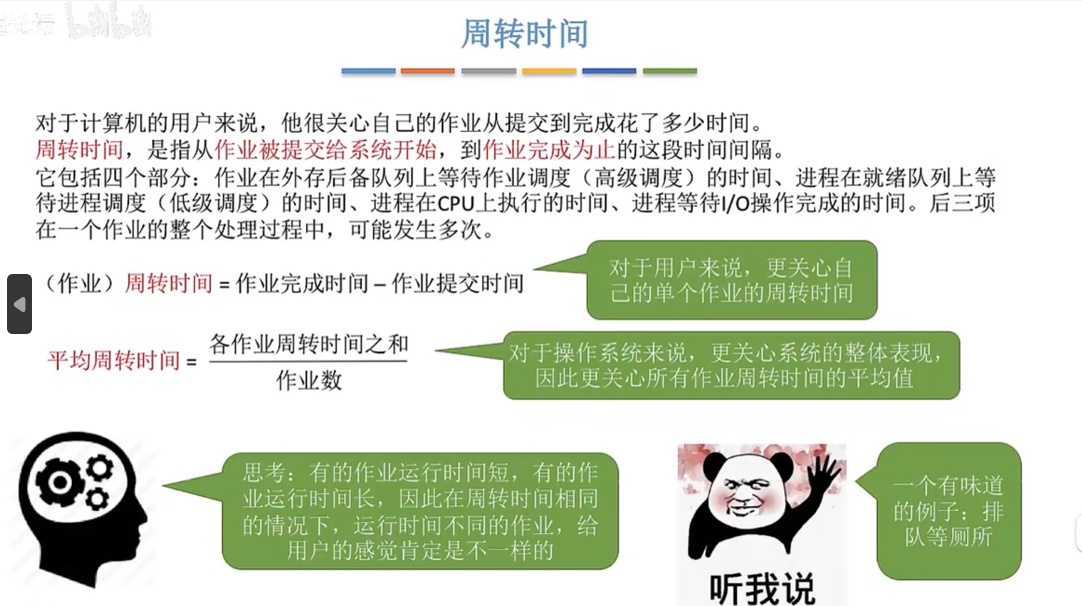 周转时间
对于计算机的用户来说，他很关心自己的作业从提交到完成花了多少时间。
周转时间，是指从作业被提交给系统开始，到作业完成为止的这段时间间隔。
它包括四个部分：作业在外存后备队列上等待作业调度（高级调度）的时间、进程在就绪队列上等
待进程调度（低级调度）的时间、进程在CPU上执行的时间、进程等待I/O操作完成的时间。后三项
在一个作业的整个处理过程中，可能发生多次。
对于用户来说，更关心自
己的单个作业的周转时间
（作业）周转时间 = 作业完成时间 – 作业提交时间
平均周转时间 = 各作业周转时间之和
作业数
对于操作系统来说，更关心系统的整体表现，
因此更关心所有作业周转时间的平均值
思考：有的作业运行时间短，有的作
业运行时间长，因此在周转时间相同
的情况下，运行时间不同的作业，给
用户的感觉肯定是不一样的
听我说
一个有味道
的例子：排
队等厕所